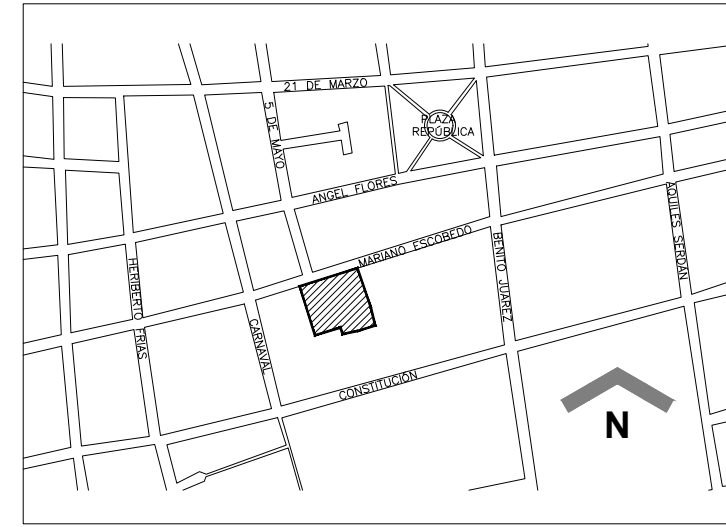 21 DE MARZO
5 DE MAYO
PLAZA
REPÚBLICA
ANGEL FLORES
MARIANO ESCOBEDO
AQUILES SERDAN
BENITO JUAREZ
HERIBERTO FRIAS
CARNAVAL
CONSTITUCIÓN
N